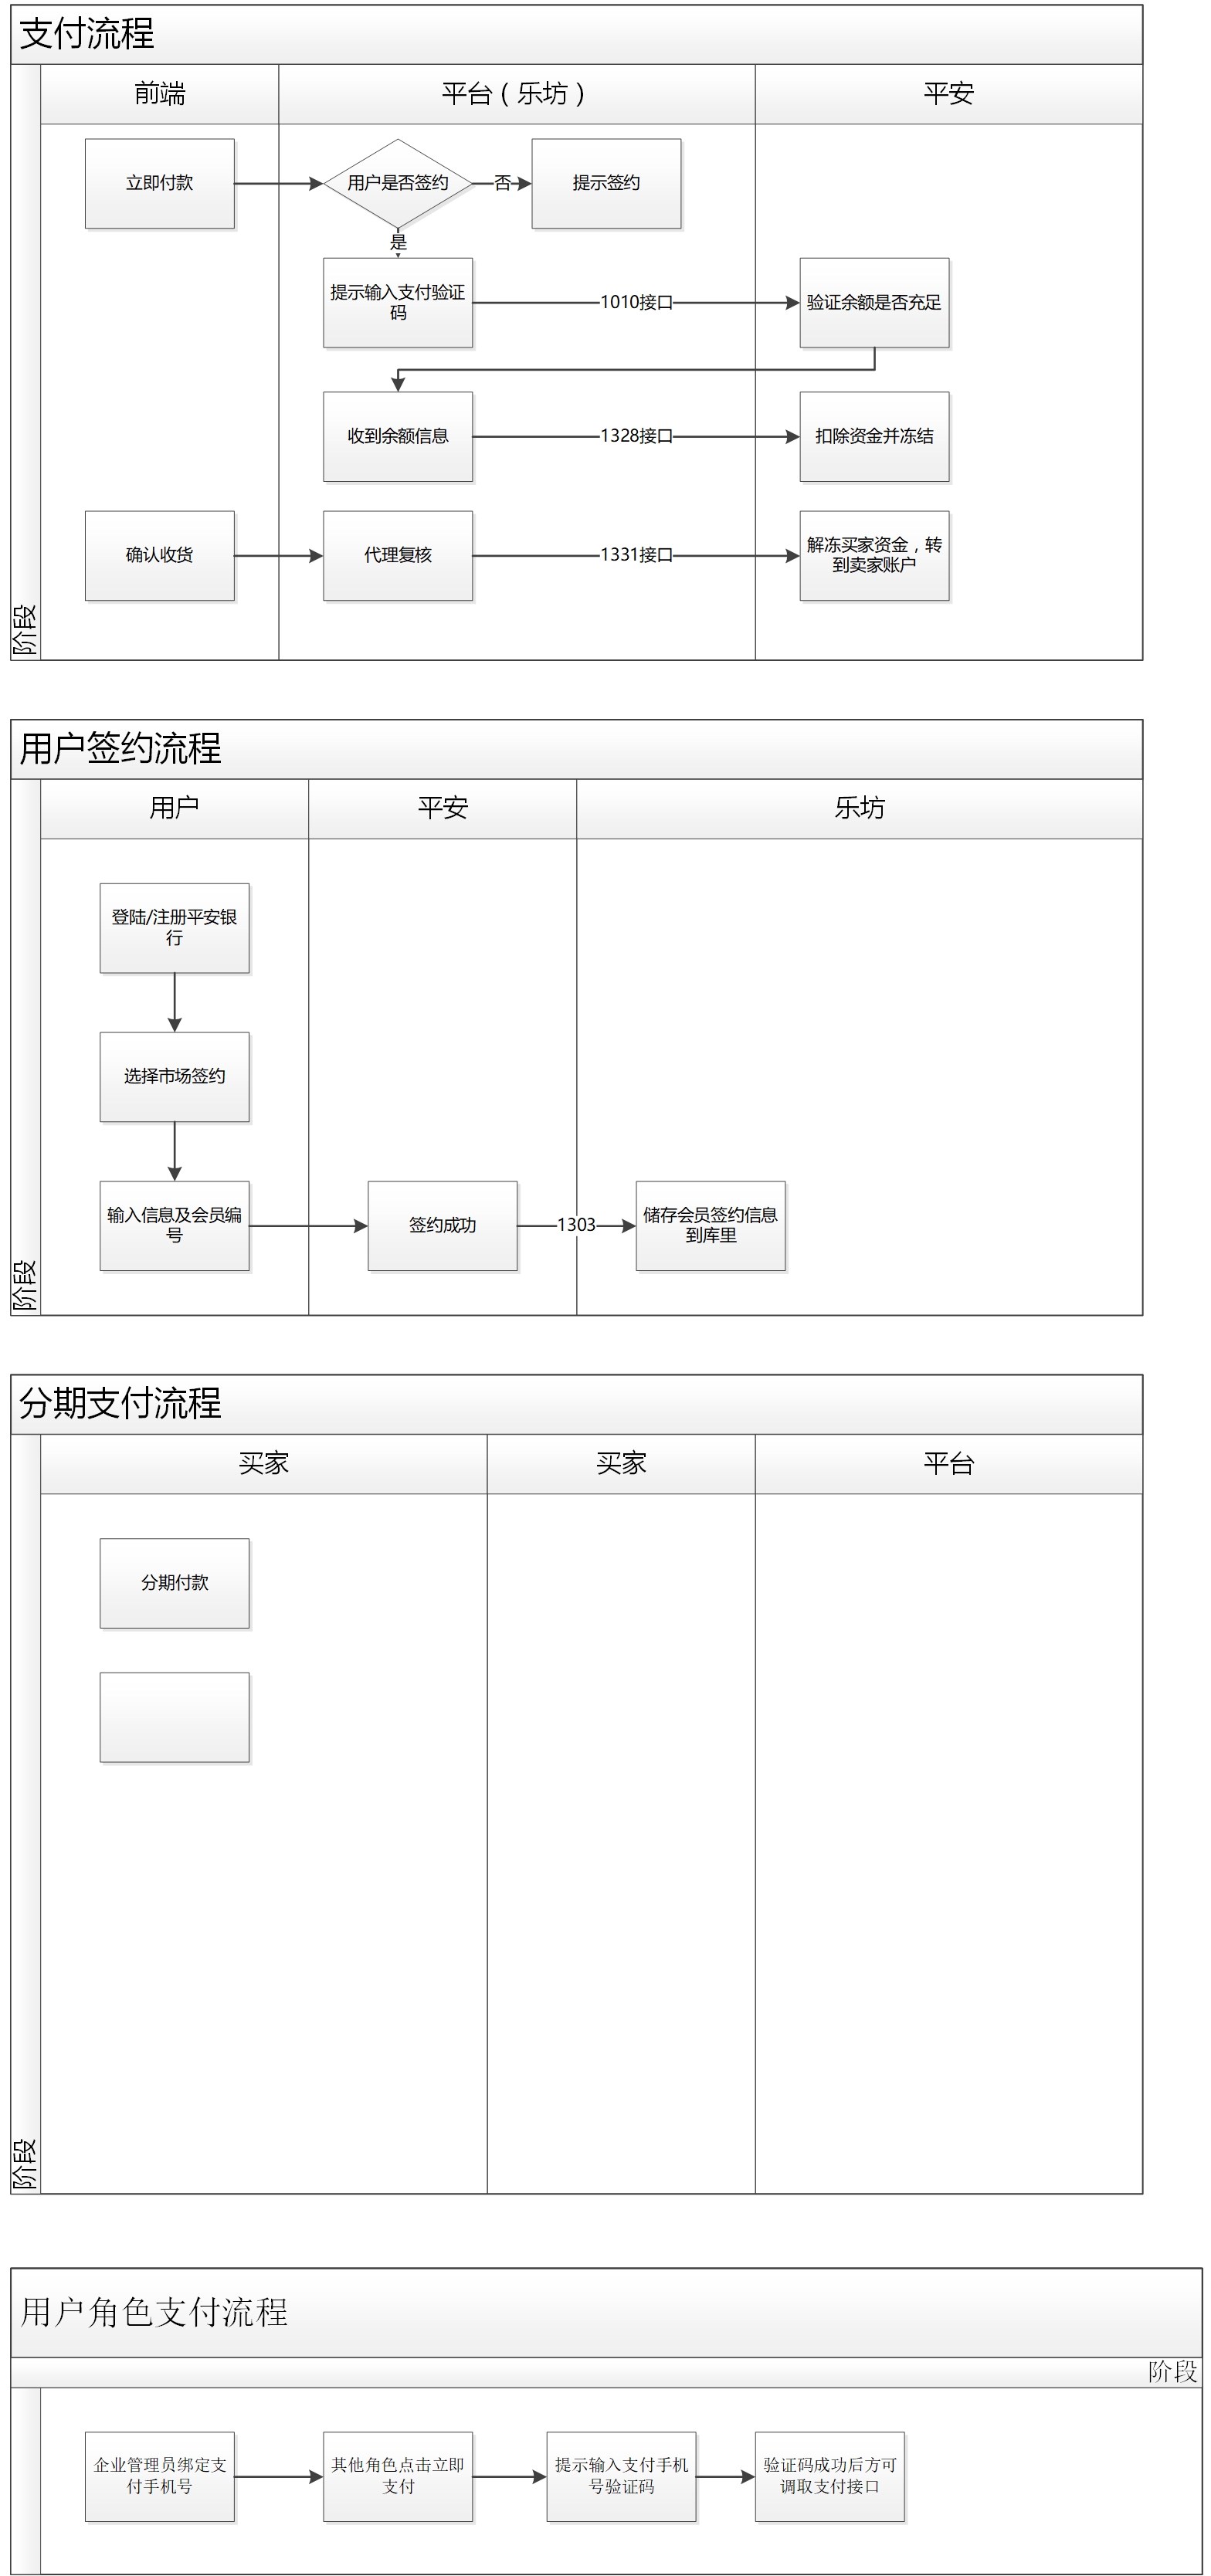 支付流程
前端
平台（乐坊）
平安
立即付款
用户是否签约
否
提示签约
是
提示输入支付验证
码
1010接口
验证余额是否充足
收到余额信息
1328接口
扣除资金并冻结
确认收货
代理复核
1331接口
解冻买家资金，转
到卖家账户
阶段
用户签约流程
用户
平安
乐坊
登陆/注册平安银
行
选择市场签约
输入信息及会员编
号
签约成功
1303
储存会员签约信息
到库里
阶段
分期支付流程
买家
买家
平台
分期付款
阶段
用户角色支付流程
阶段
企业管理员绑定支
付手机号
其他角色点击立即
支付
提示输入支付手机
号验证码
验证码成功后方可
调取支付接口